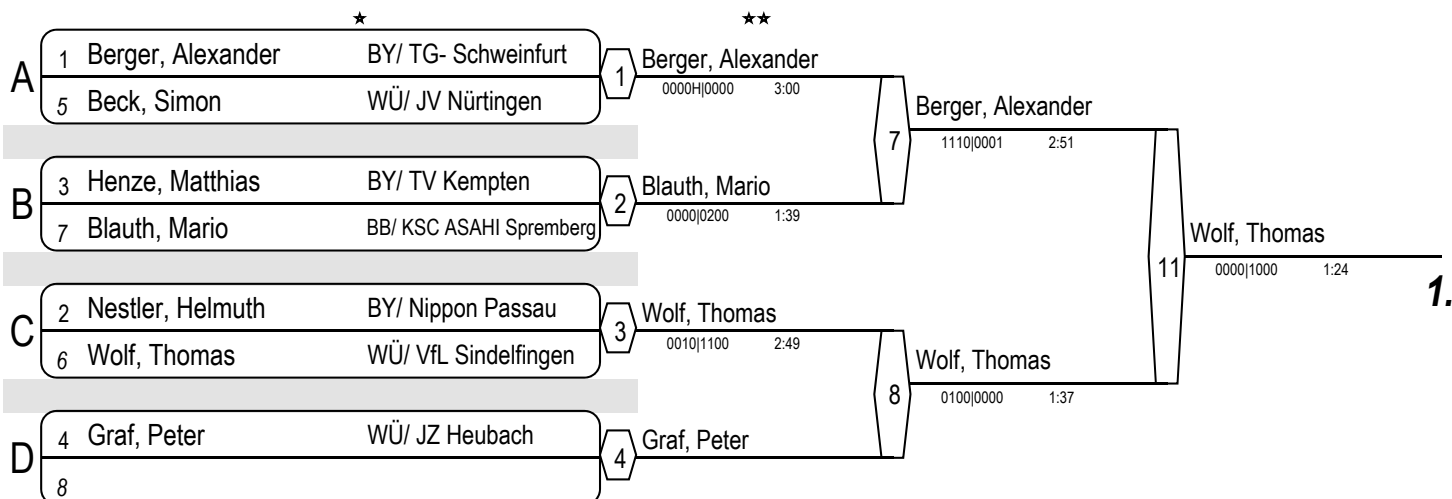 ★ ★★
A
1 Berger, Alexander BY/ TG- Schweinfurt
5 Beck, Simon WÜ/ JV Nürtingen
1 Berger, Alexander
0000H|0000 3:00
B
3 Henze, Matthias BY/ TV Kempten
7 Blauth, Mario BB/ KSC ASAHI Spremberg
2 Blauth, Mario
0000|0200 1:39
7 Berger, Alexander
1110|0001 2:51
C
2 Nestler, Helmuth BY/ Nippon Passau
6 Wolf, Thomas WÜ/ VfL Sindelfingen
3 Wolf, Thomas
0010|1100 2:49
D
4 Graf, Peter WÜ/ JZ Heubach
8
4 Graf, Peter
8 Wolf, Thomas
0100|0000 1:37
11 Wolf, Thomas
0000|1000 1:24
1.